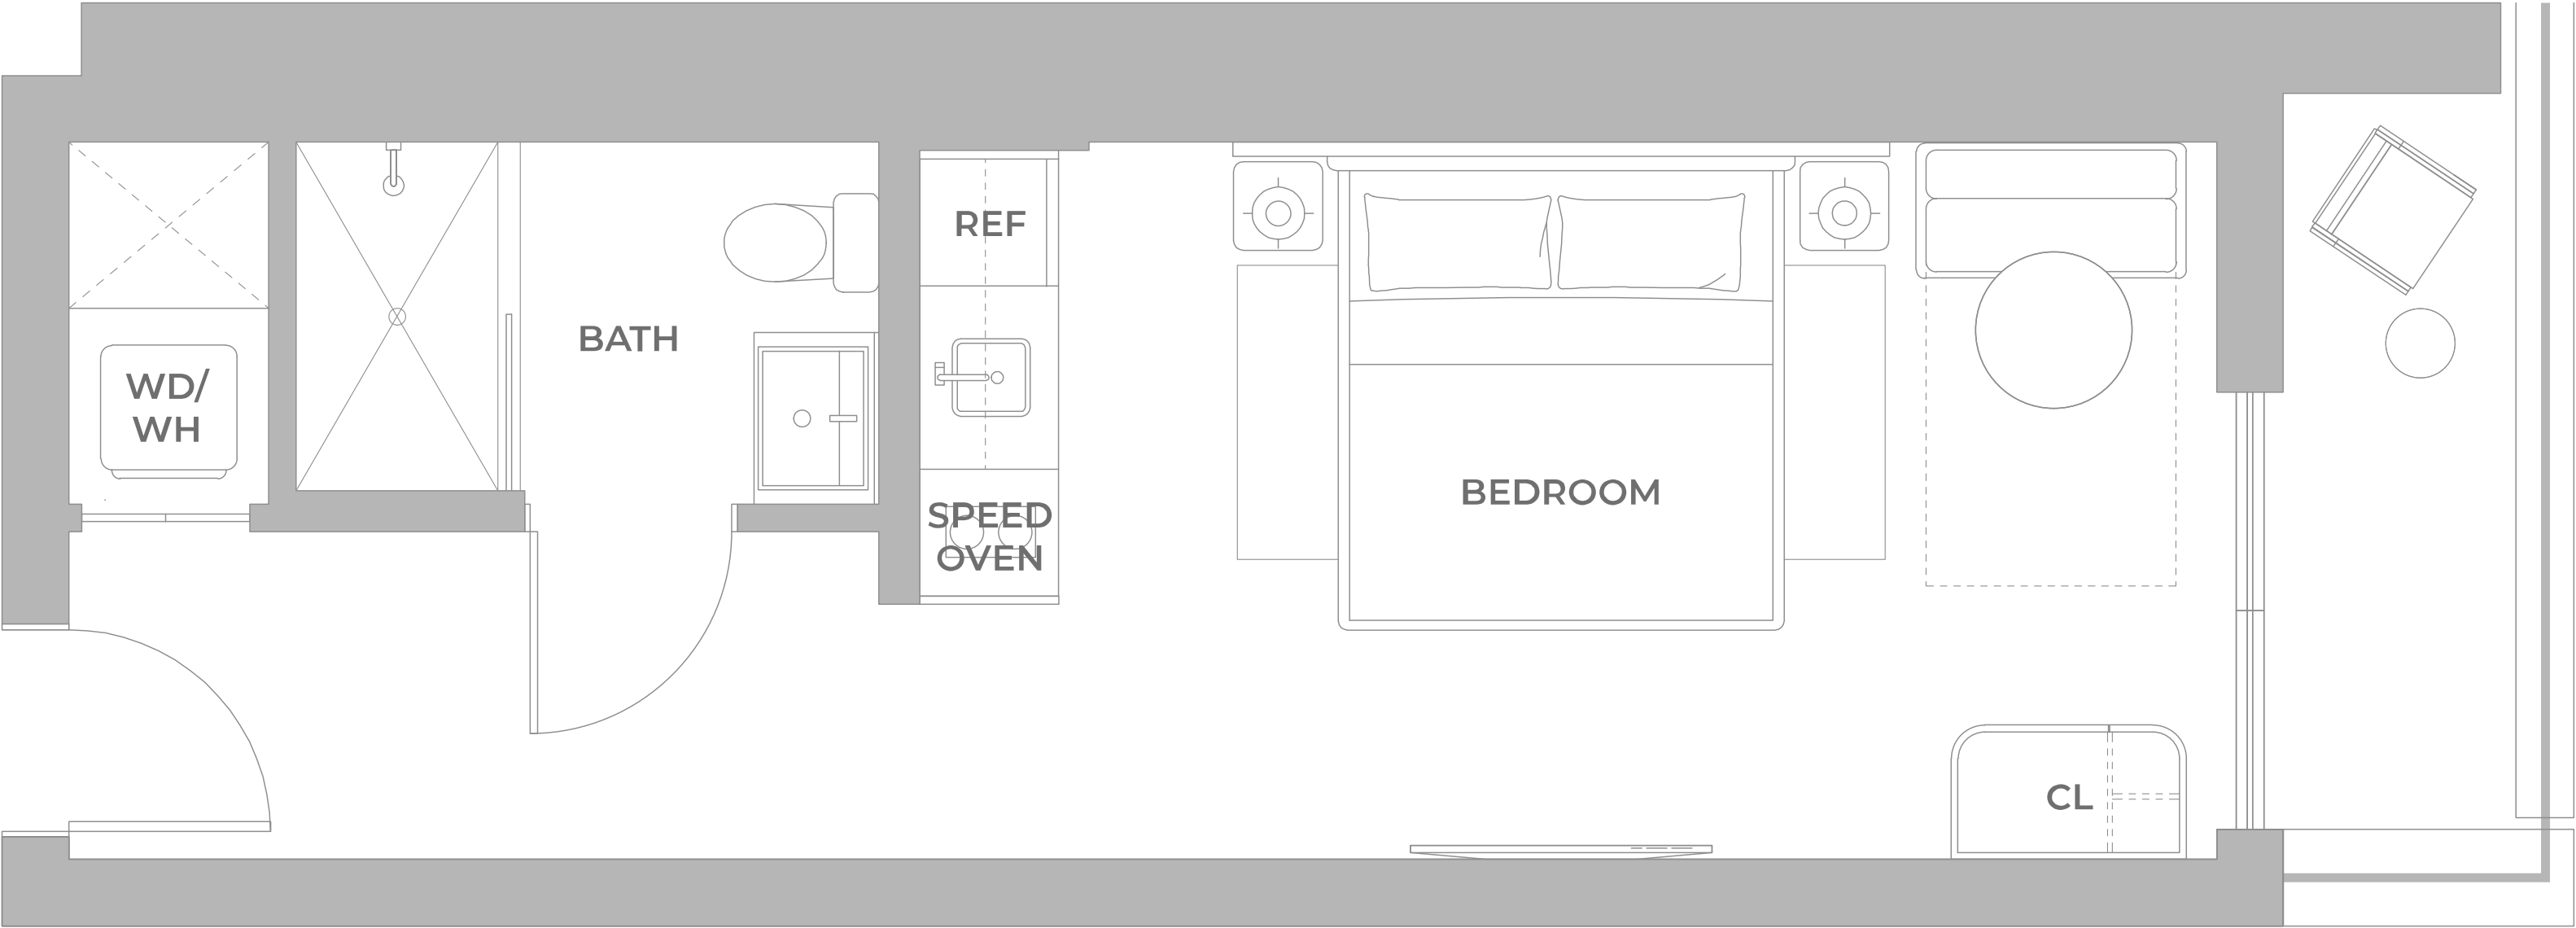 WD/
WH
BATH
REF
SPEED
OVEN
BEDROOM
CL